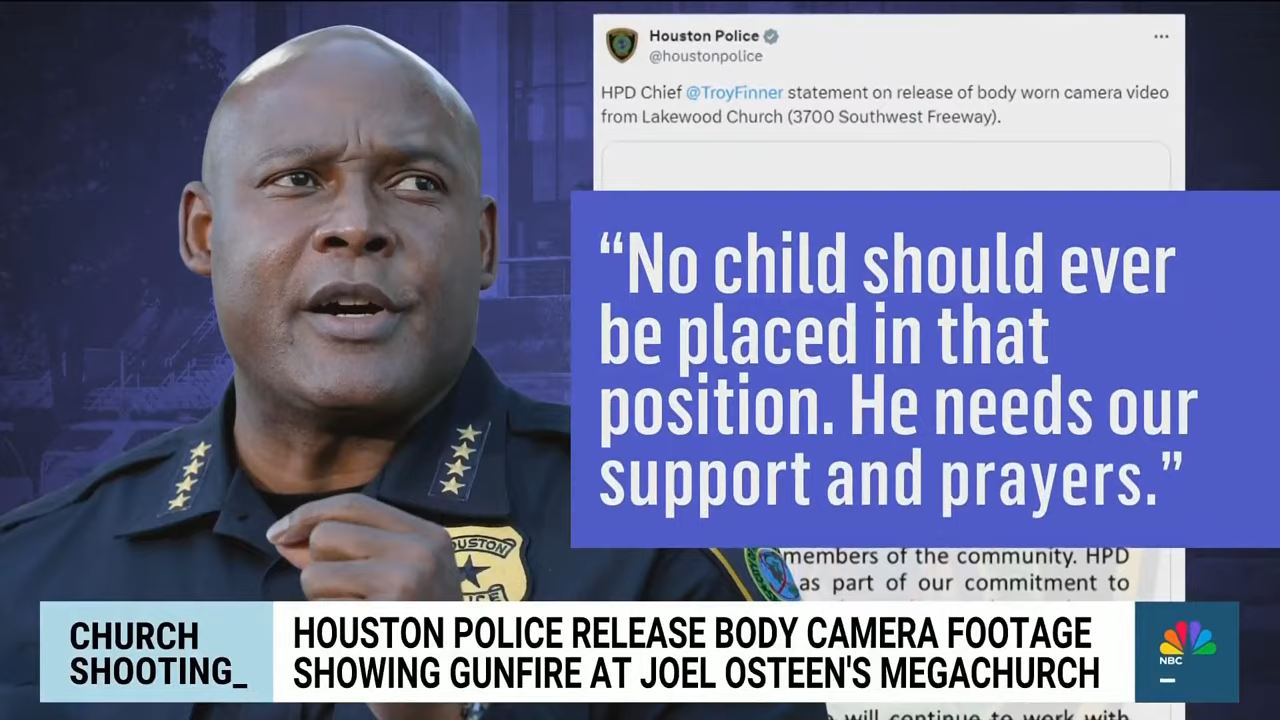 Houston Police
@houstonpolice
HPD Chief @TroyFinner statement on release of body worn camera video
from Lakewood Church (3700 Southwest Freeway).
“No child should ever
be placed in that
position. He needs our
support and prayers.”
members of the community. HPD
as part of our commitment to
will continue to work with
HOUSTON
CHURCH
SHOOTING_
HOUSTON POLICE RELEASE BODY CAMERA FOOTAGE
SHOWING GUNFIRE AT JOEL OSTEEN'S MEGACHURCH
NBC